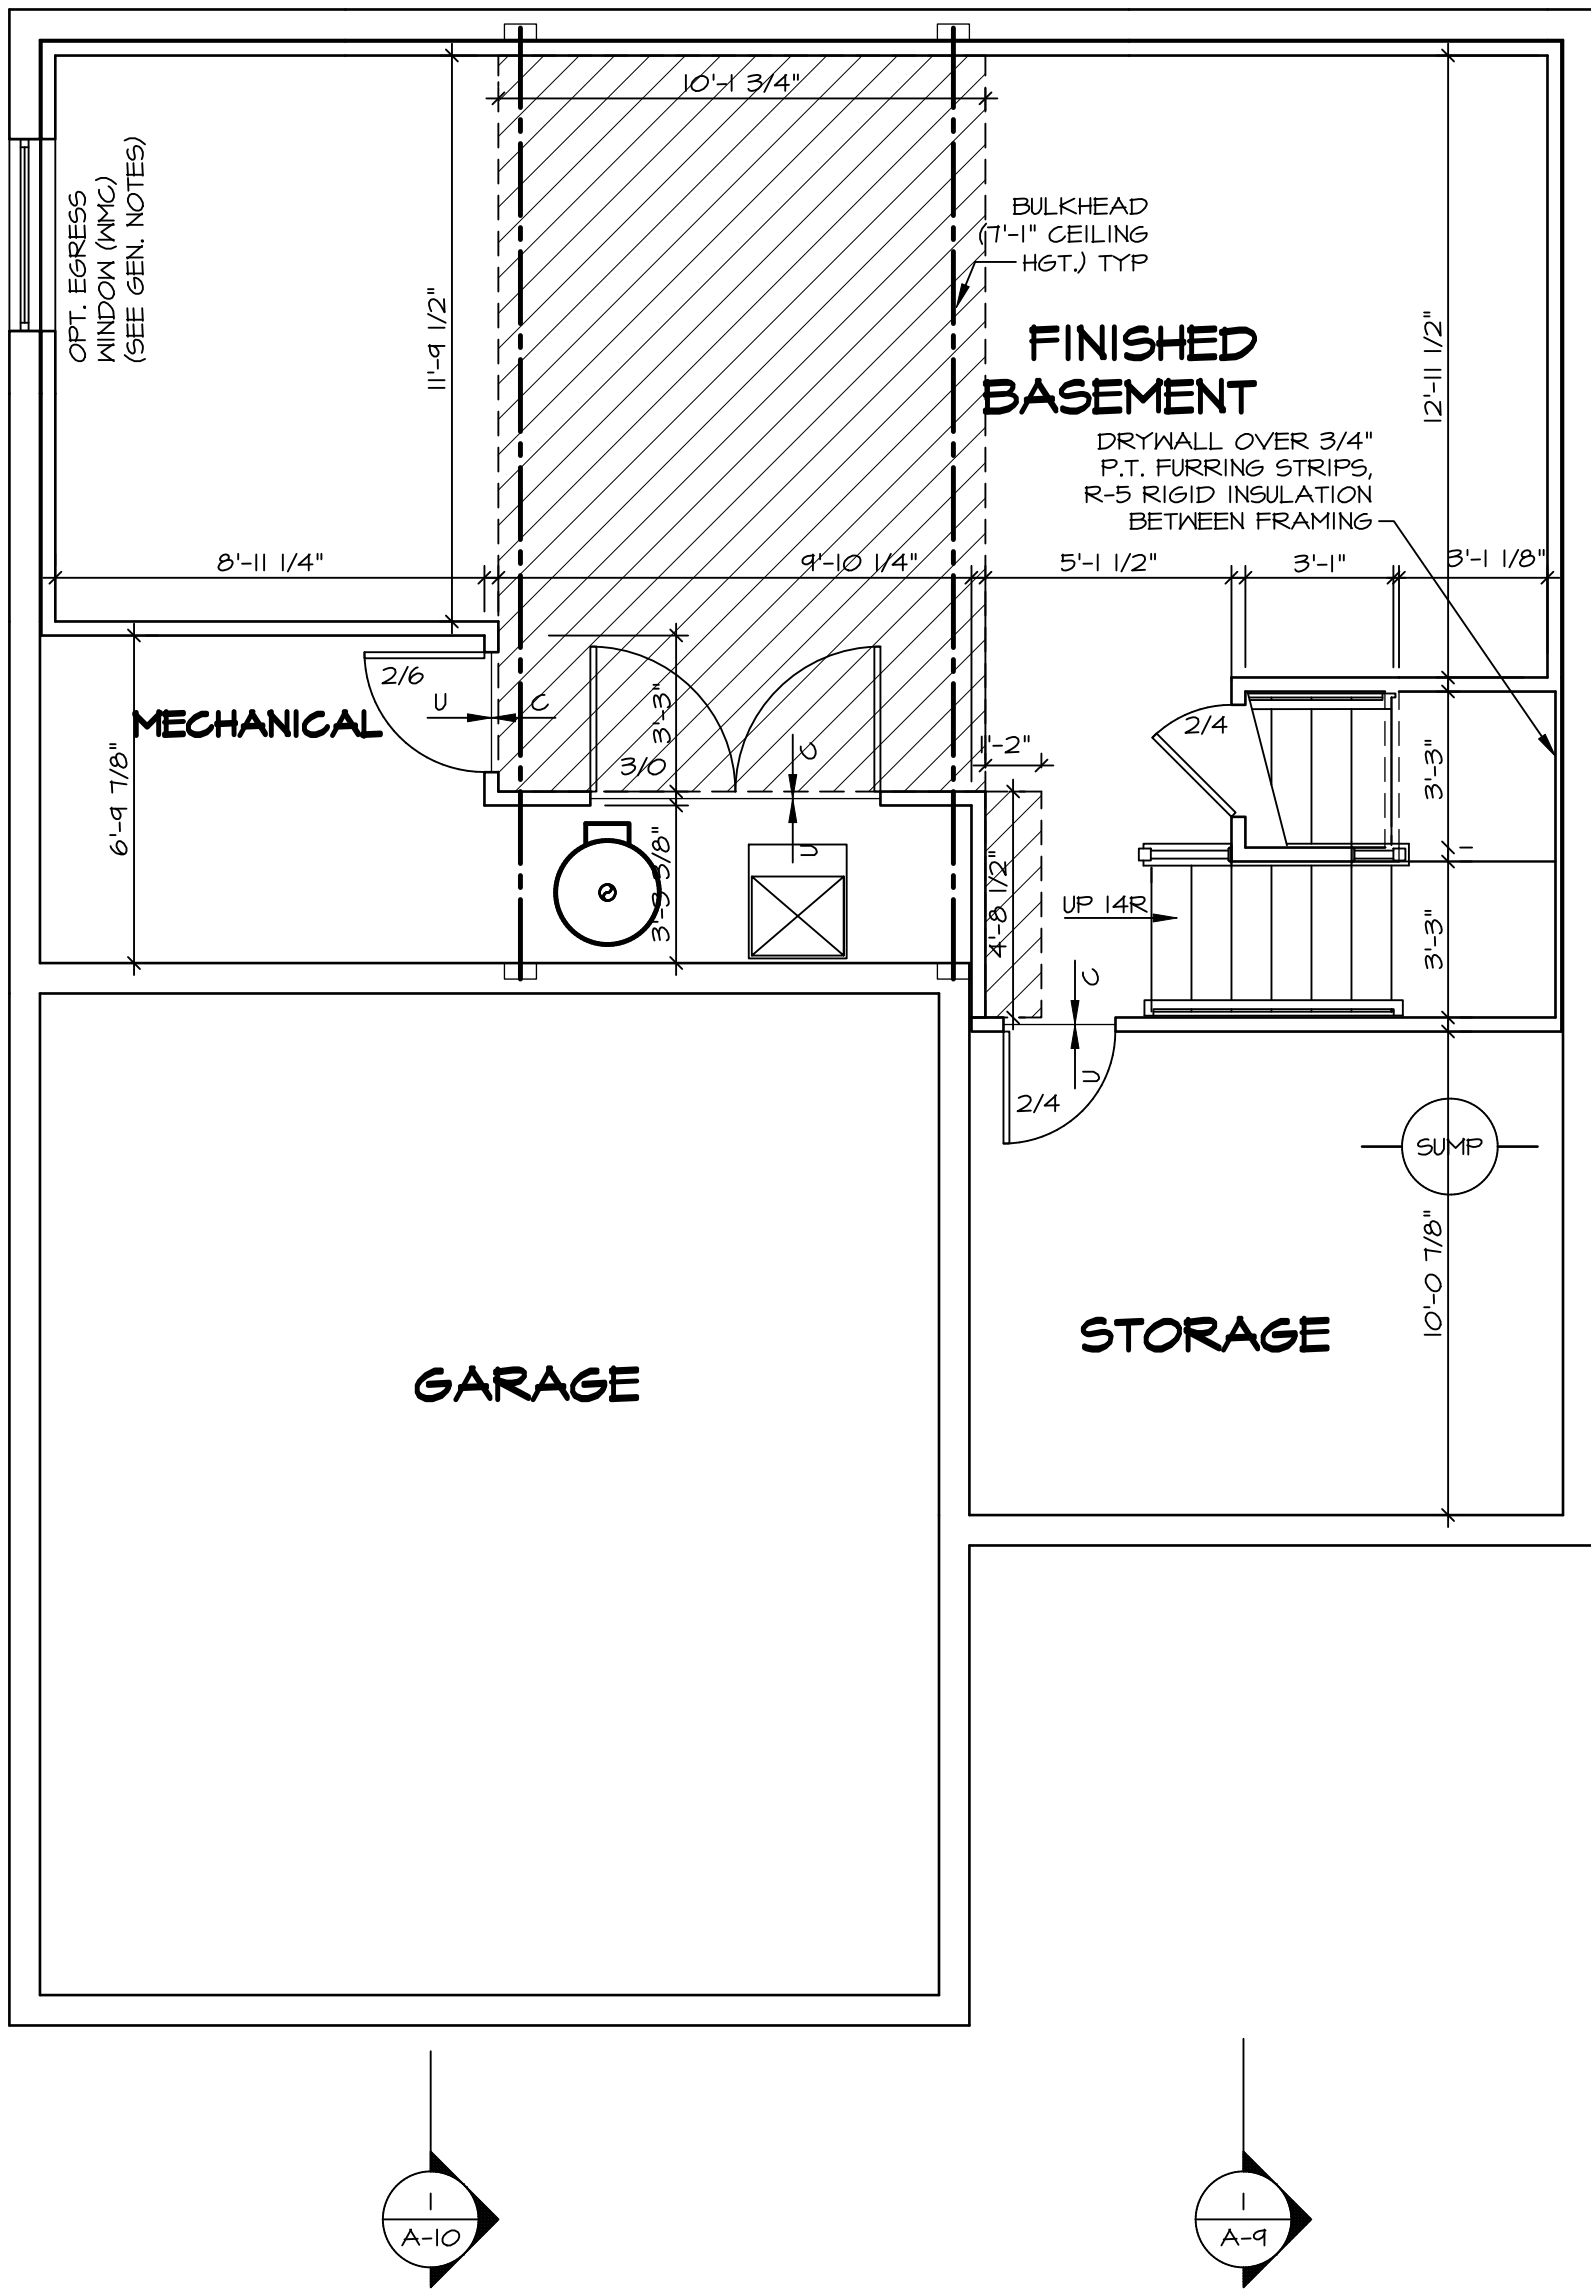 10'-1 3/4"
OPT. EGRESS
WINDOW (WMC)
(SEE GEN. NOTES)
BULKHEAD
(7'-1" CEILING
HGT.) TYP
11'-9 1/2"
FINISHED
BASEMENT
12'-11 1/2"
DRYWALL OVER 3/4"
P.T. FURRING STRIPS,
R-5 RIGID INSULATION
BETWEEN FRAMING
8'-11 1/4"
9'-10 1/4"
5'-1 1/2"
3'-1"
3'-1 1/8"
2/6
U
C
MECHANICAL
3'-3"
3/0
C
U
1'-2"
2/4
3'-3"
6'-9 7/8"
3'-3 3/8"
4'-8 1/2"
UP 14R
3'-3"
C
U
2/4
SUMP
10'-0 7/8"
STORAGE
GARAGE
1
A-10
1
A-9